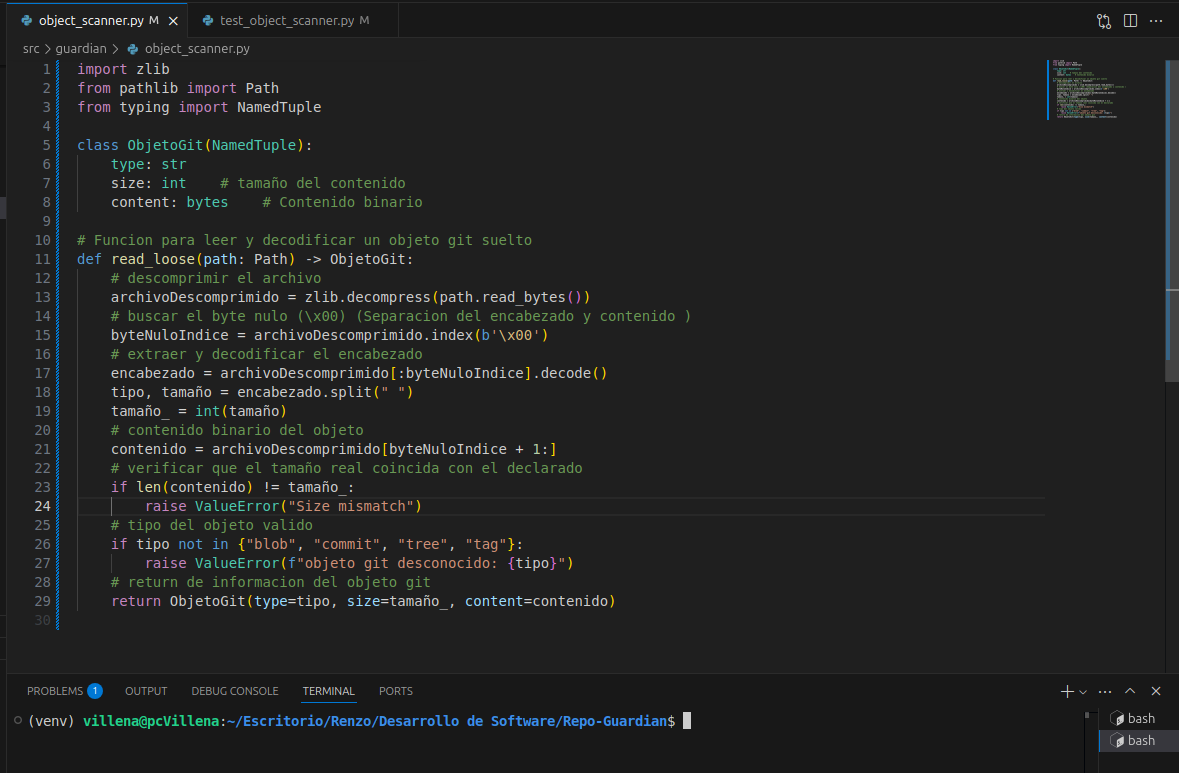 object_scanner.py M
test_object_scanner.py M
src > guardian > object_scanner.py
1 import zlib
2 from pathlib import Path
3 from typing import NamedTuple
4
5 class ObjetoGit(NamedTuple):
6     type: str
7     size: int    # tamaño del contenido
8     content: bytes    # Contenido binario
9
10 # Funcion para leer y decodificar un objeto git suelto
11 def read_loose(path: Path) -> ObjetoGit:
12     # descomprimir el archivo
13     archivoDescomprimido = zlib.decompress(path.read_bytes())
14     # buscar el byte nulo (\x00) (Separacion del encabezado y contenido )
15     byteNuloIndice = archivoDescomprimido.index(b'\x00')
16     # extraer y decodificar el encabezado
17     encabezado = archivoDescomprimido[:byteNuloIndice].decode()
18     tipo, tamaño = encabezado.split(" ")
19     tamaño_ = int(tamaño)
20     # contenido binario del objeto
21     contenido = archivoDescomprimido[byteNuloIndice + 1:]
22     # verificar que el tamaño real coincida con el declarado
23     if len(contenido) != tamaño_:
24         raise ValueError("Size mismatch")
25     # tipo del objeto valido
26     if tipo not in {"blob", "commit", "tree", "tag"}:
27         raise ValueError(f"objeto git desconocido: {tipo}")
28     # return de informacion del objeto git
29     return ObjetoGit(type=tipo, size=tamaño_, content=contenido)
30
PROBLEMS 1 OUTPUT DEBUG CONSOLE TERMINAL PORTS
(venv) villena@pcVillena:~/Escritorio/Renzo/Desarrollo de Software/Repo-Guardian$
bash
bash